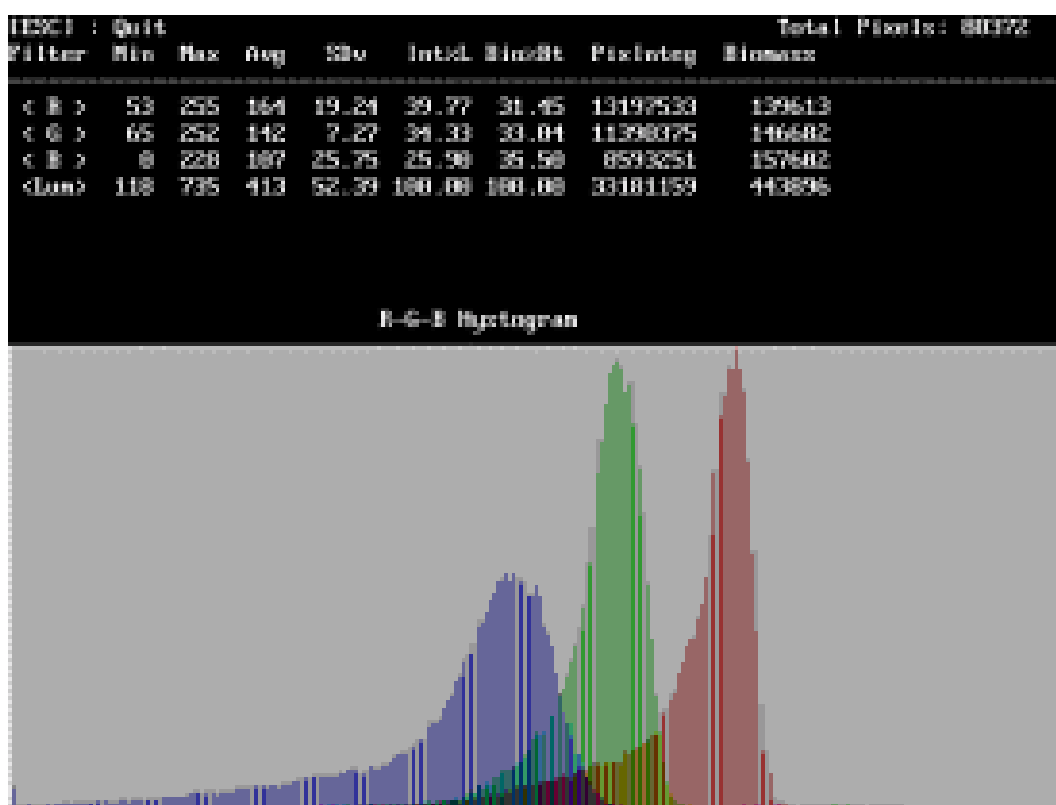 [ESC] : Quit Total Pixels: 80372
Filter Min Max Avg %Dv Int%L Bio%Bt PixInteg Biomass
< R > 53 255 164 19.24 39.77 31.45 13197533 139613
< G > 65 252 142 7.27 34.33 33.04 11390375 146682
< B > 0 228 107 25.75 25.90 35.50 8593251 157602
<Lum> 118 735 413 52.39 100.00 100.00 33181159 443896
R-G-B Hystogram